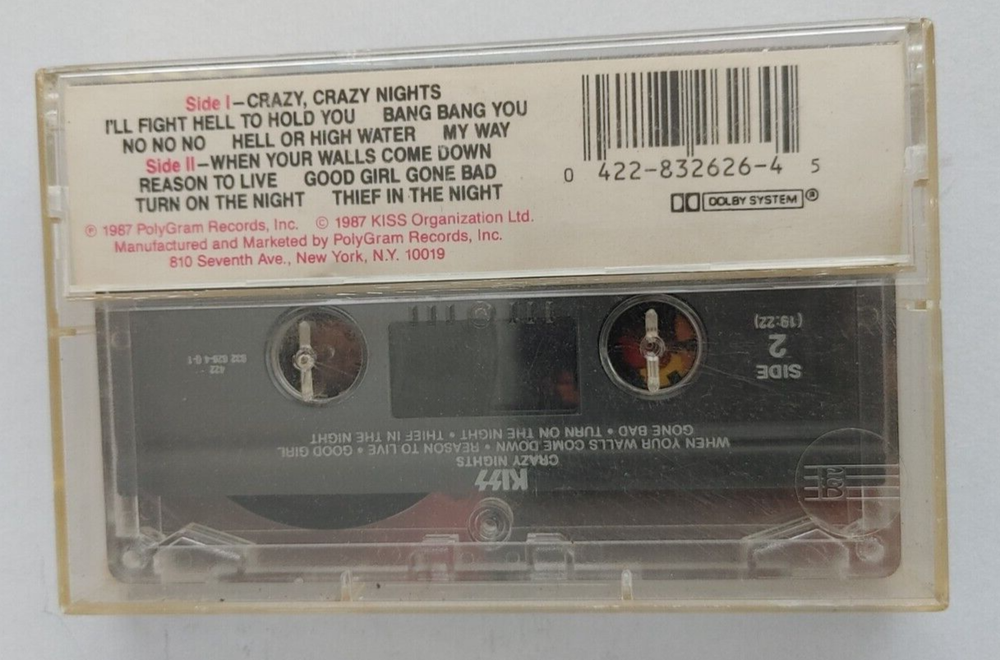 Side I–CRAZY, CRAZY NIGHTS
I'LL FIGHT HELL TO HOLD YOU BANG BANG YOU
NO NO NO HELL OR HIGH WATER MY WAY
Side II–WHEN YOUR WALLS COME DOWN
REASON TO LIVE GOOD GIRL GONE BAD
TURN ON THE NIGHT THIEF IN THE NIGHT
℗ 1987 PolyGram Records, Inc. © 1987 KISS Organization Ltd.
Manufactured and Marketed by PolyGram Records, Inc.
810 Seventh Ave., New York, N.Y. 10019
0 422-832626-4 5
DOLBY SYSTEM®
KISS
CRAZY NIGHTS
WHEN YOUR WALLS COME DOWN • REASON TO LIVE • GOOD GIRL
GONE BAD • TURN ON THE NIGHT • THIEF IN THE NIGHT
SIDE
2
(19:22)
422 -
832 626-4 G-1